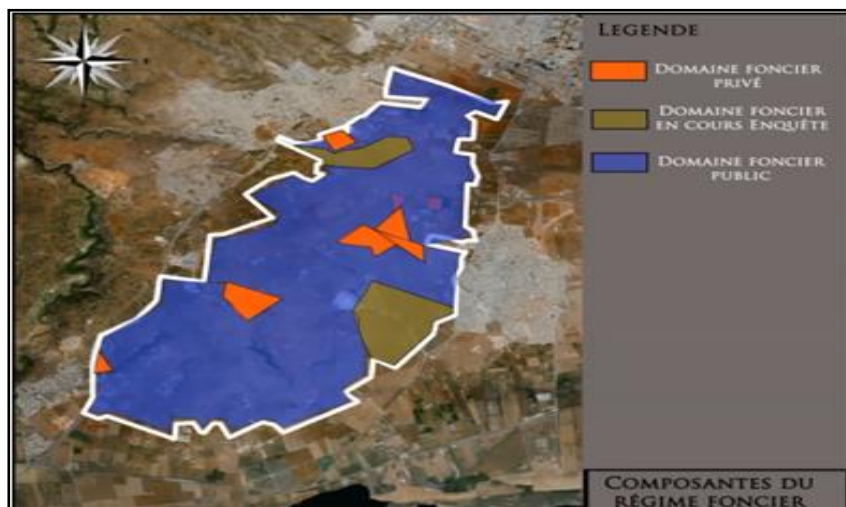 LEGENDE
DOMAINE FONCIER
PRIVÉ
DOMAINE FONCIER
EN COURS ENQUÊTE
DOMAINE FONCIER
PUBLIC
COMPOSANTES DU
RÉGIME FONCIER